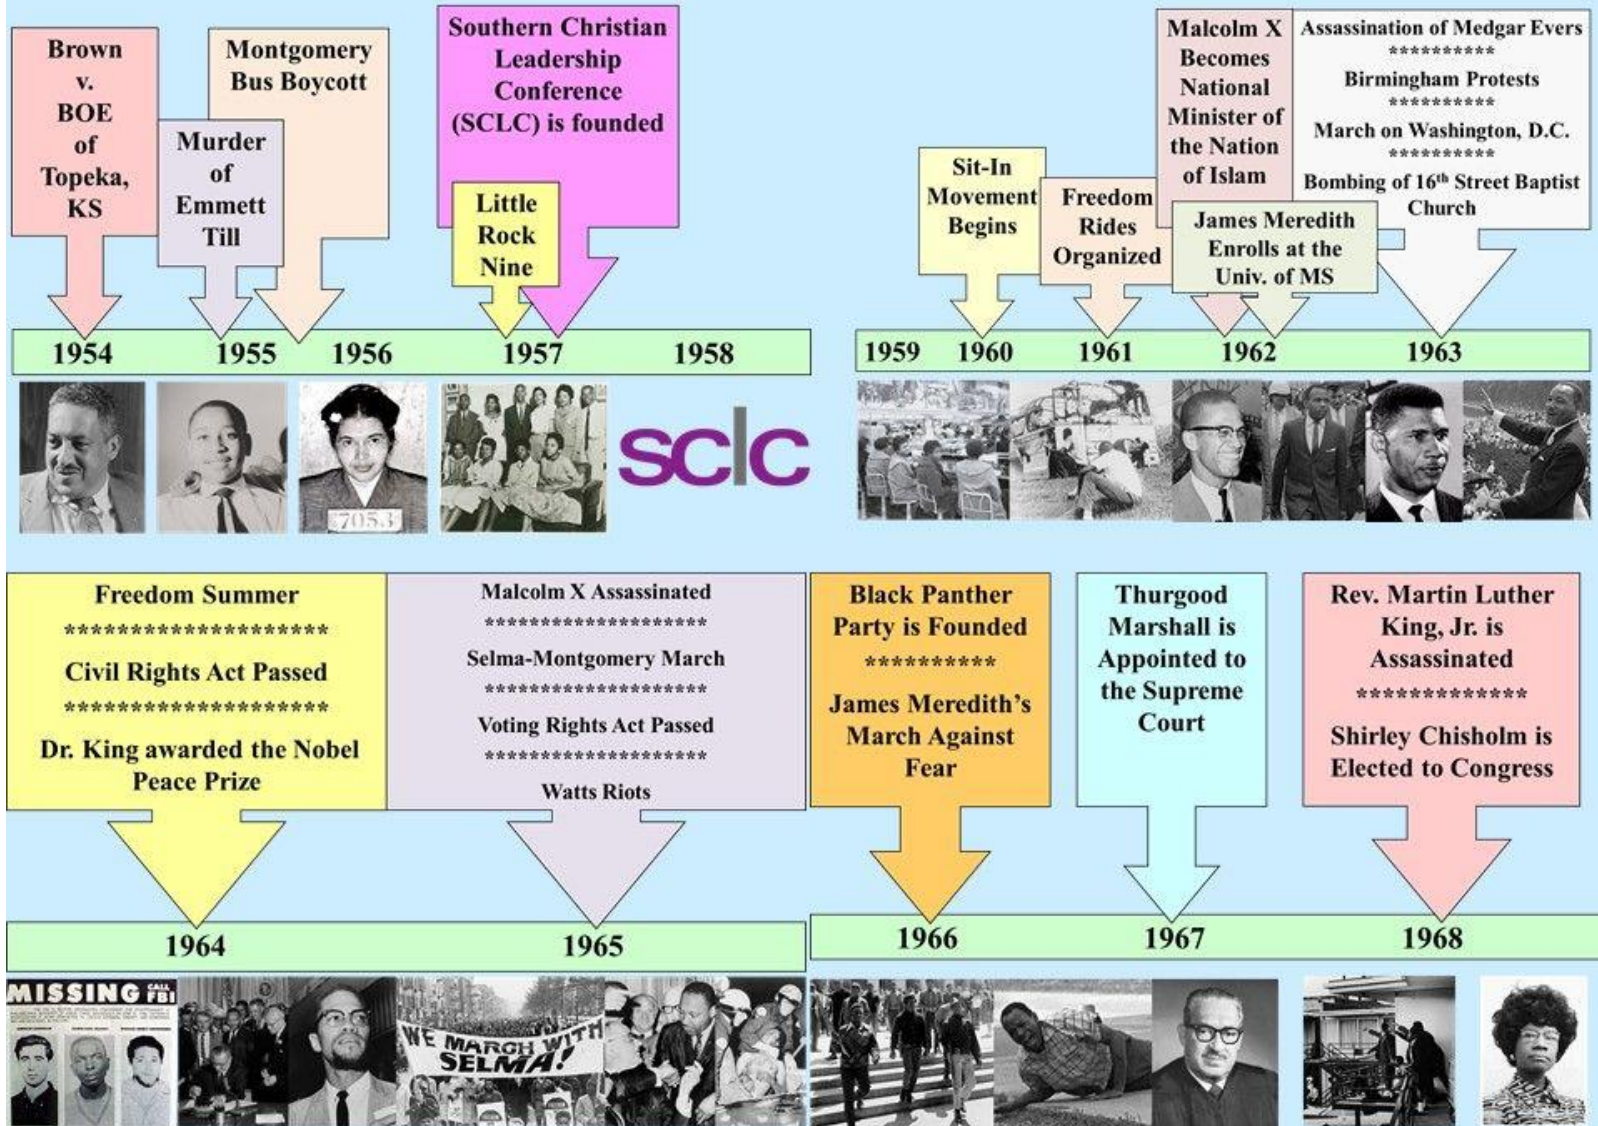 Brown
v.
BOE
of
Topeka,
KS
Murder
of
Emmett
Till
Montgomery
Bus Boycott
Southern Christian
Leadership
Conference
(SCLC) is founded
Little
Rock
Nine
1954
1955
1956
1957
1958
7053
sclc
Sit-In
Movement
Begins
Freedom
Rides
Organized
Malcolm X
Becomes
National
Minister of
the Nation
of Islam
James Meredith
Enrolls at the
Univ. of MS
Assassination of Medgar Evers
**********
Birmingham Protests
**********
March on Washington, D.C.
**********
Bombing of 16th Street Baptist
Church
1959
1960
1961
1962
1963
Freedom Summer
********************
Civil Rights Act Passed
********************
Dr. King awarded the Nobel
Peace Prize
Malcolm X Assassinated
********************
Selma-Montgomery March
********************
Voting Rights Act Passed
********************
Watts Riots
1964
1965
MISSING CALL FBI
WE MARCH WITH
SELMA!
Black Panther
Party is Founded
**********
James Meredith's
March Against
Fear
Thurgood
Marshall is
Appointed to
the Supreme
Court
Rev. Martin Luther
King, Jr. is
Assassinated
*************
Shirley Chisholm is
Elected to Congress
1966
1967
1968